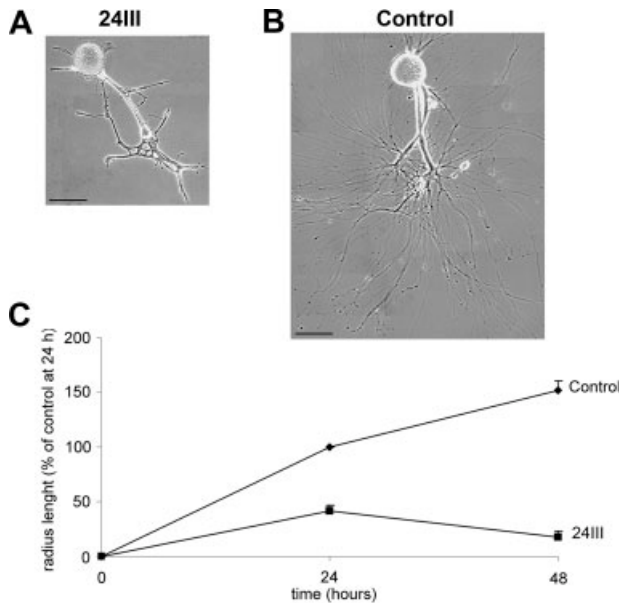 A
24III
B
Control
C
radius lenght (% of control at 24 h)
200
150
100
50
0
Control
24III
0
24
48
time (hours)